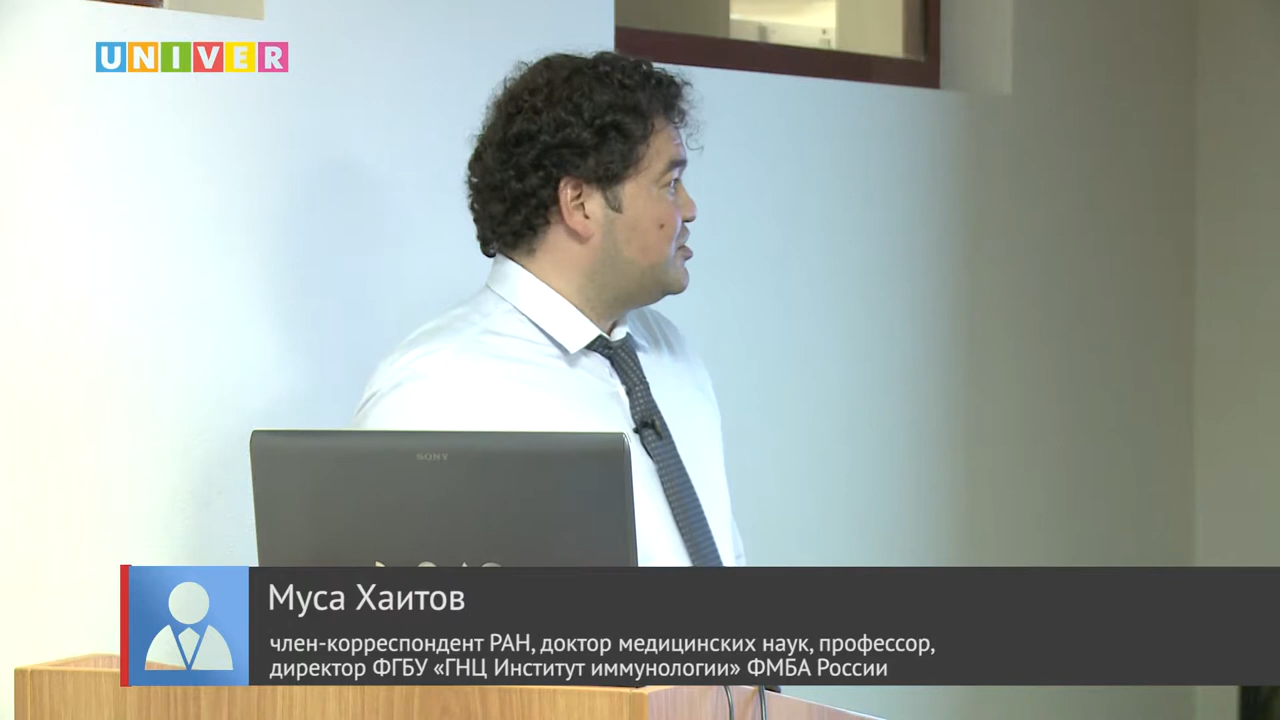 UNIVER
SONY
Муса Хаитов
член-корреспондент РАН, доктор медицинских наук, профессор,
директор ФГБУ «ГНЦ Институт иммунологии» ФМБА России